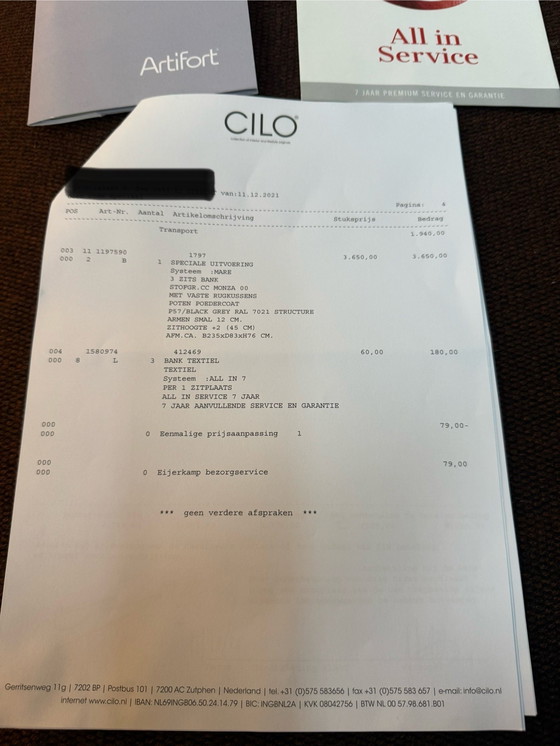 Artifort
All in
Service
7 JAAR PREMIUM SERVICE EN GARANTIE
CILO
van:11.12.2021
Pagina: 4
POS Art-Nr. Aantal Artikelomschrijving Stuksprijs Bedrag
Transport 1.940,00
003 11 1197590 1797 3.650,00 3.650,00
000 2 B 1 SPECIALE UITVOERING
Systeem :MARE
3 ZITS BANK
STOFGR.CC MONZA 00
MET VASTE RUGKUSSENS
POTEN POEDERCOAT
P57/BLACK GREY RAL 7021 STRUCTURE
ARMEN SMAL 12 CM.
ZITHOOGTE +2 (45 CM)
AFM.CA. B235xD83xH76 CM.
004 1580974 412469 60,00 180,00
000 8 L 3 BANK TEXTIEL
TEXTIEL
Systeem :ALL IN 7
PER 1 ZITPLAATS
ALL IN SERVICE 7 JAAR
7 JAAR AANVULLENDE SERVICE EN GARANTIE
000 79,00-
000 0 Eenmalige prijsaanpassing 1
000 79,00
000 0 Eijerkamp bezorgservice
*** geen verdere afspraken ***
Gerritsenweg 11g | 7202 BP | Postbus 101 | 7200 AC Zutphen | Nederland | tel. +31 (0)575 583656 | fax +31 (0)575 583 657 | e-mail: info@cilo.nl
internet www.cilo.nl | IBAN: NL69INGB06.50.24.14.79 | BIC: INGBNL2A | KVK 08042756 | BTW NL 00 57.98.681.B01